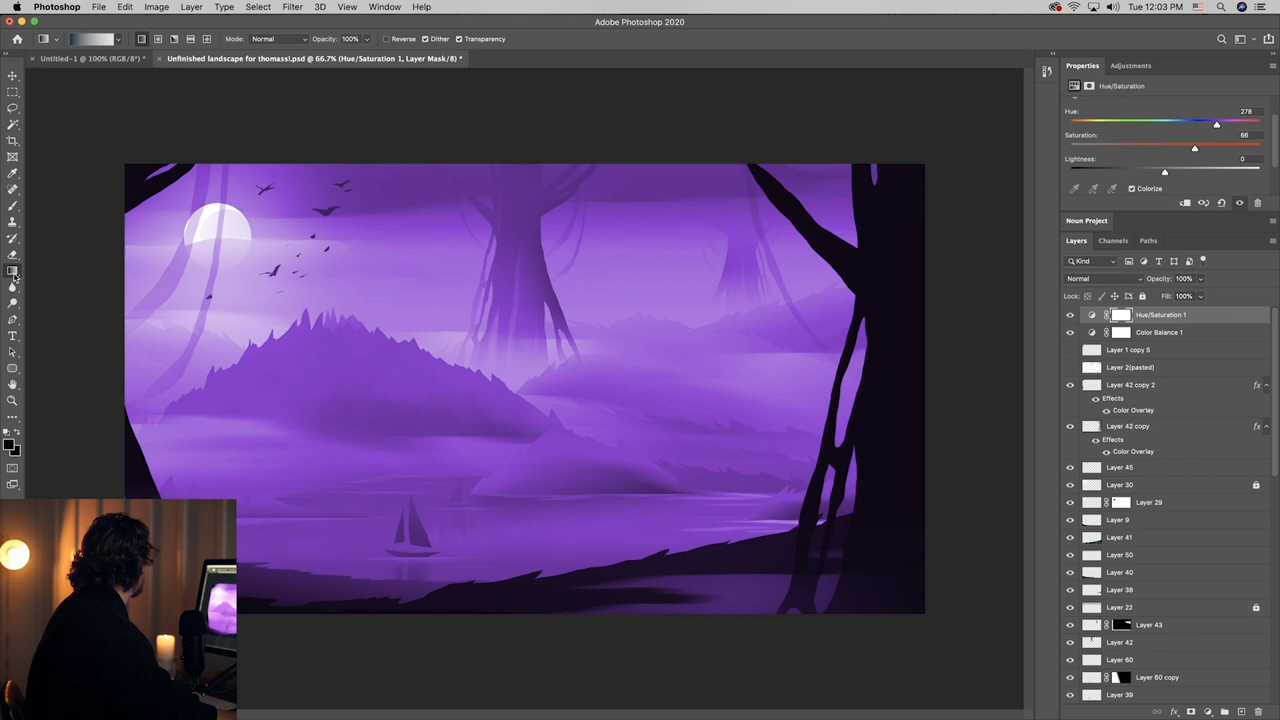 Photoshop File Edit Image Layer Type Select Filter 3D View Window Help Tue 12:03 PM
Adobe Photoshop 2020
Mode: Normal Opacity: 100% Reverse Dither Transparency
Untitled-1 @ 100% (RGB/8*) * Unfinished landscape for thomass!.psd @ 66.7% (Hue/Saturation 1, Layer Mask/8) *
Properties Adjustments
Hue/Saturation
Hue: 278
Saturation: 66
Lightness: 0
Colorize
Noun Project
Layers Channels Paths
Kind
Normal Opacity: 100%
Lock: Fill: 100%
Hue/Saturation 1
Color Balance 1
Layer 1 copy 5
Layer 2(pasted)
Layer 42 copy 2 fx
Effects
Color Overlay
Layer 42 copy fx
Effects
Color Overlay
Layer 45
Layer 30
Layer 29
Layer 9
Layer 41
Layer 50
Layer 40
Layer 38
Layer 22
Layer 43
Layer 42
Layer 60
Layer 60 copy
Layer 39
fx